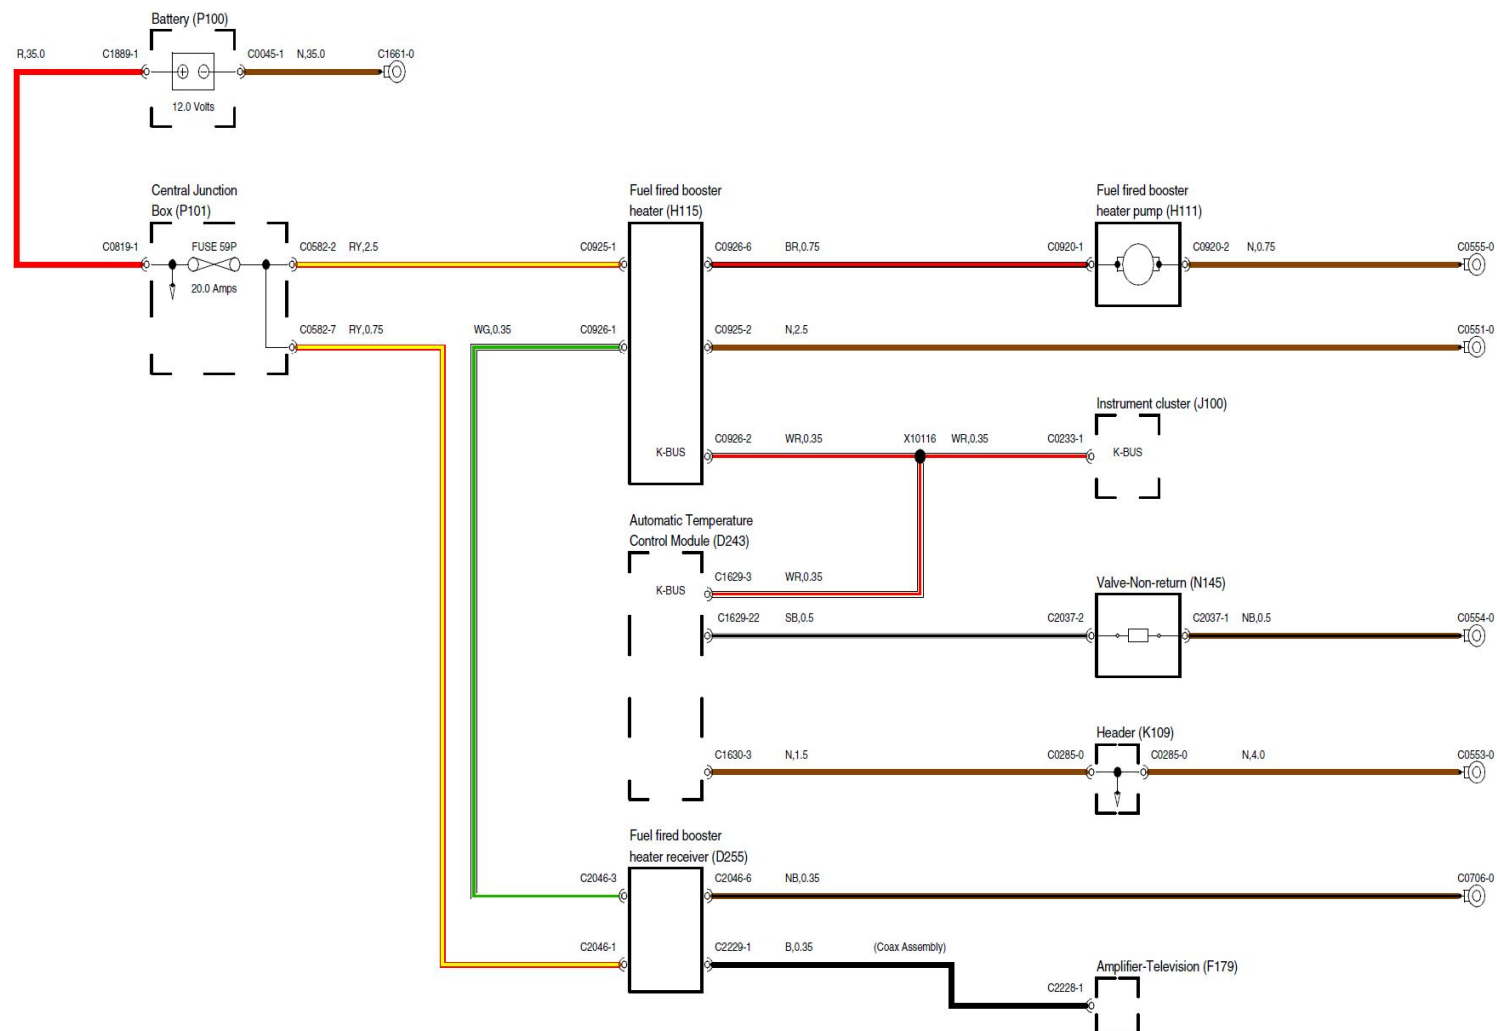 Battery (P100)
R,35.0
C1889-1
C0045-1
N,35.0
C1661-0
12.0 Volts
Central Junction
Box (P101)
Fuel fired booster
heater (H115)
Fuel fired booster
heater pump (H111)
C0819-1
FUSE 59P
C0582-2
RY,2.5
C0925-1
C0926-6
BR,0.75
C0920-1
C0920-2
N,0.75
C0555-0
20.0 Amps
C0582-7
RY,0.75
WG,0.35
C0926-1
C0925-2
N,2.5
C0551-0
Instrument cluster (J100)
C0926-2
WR,0.35
X10116
WR,0.35
C0233-1
K-BUS
K-BUS
Automatic Temperature
Control Module (D243)
C1629-3
WR,0.35
K-BUS
Valve-Non-return (N145)
C1629-22
SB,0.5
C2037-2
C2037-1
NB,0.5
C0554-0
Header (K109)
C1630-3
N,1.5
C0285-0
C0285-0
N,4.0
C0553-0
Fuel fired booster
heater receiver (D255)
C2046-3
C2046-6
NB,0.35
C0706-0
C2046-1
C2229-1
B,0.35
(Coax Assembly)
Amplifier-Television (F179)
C2228-1